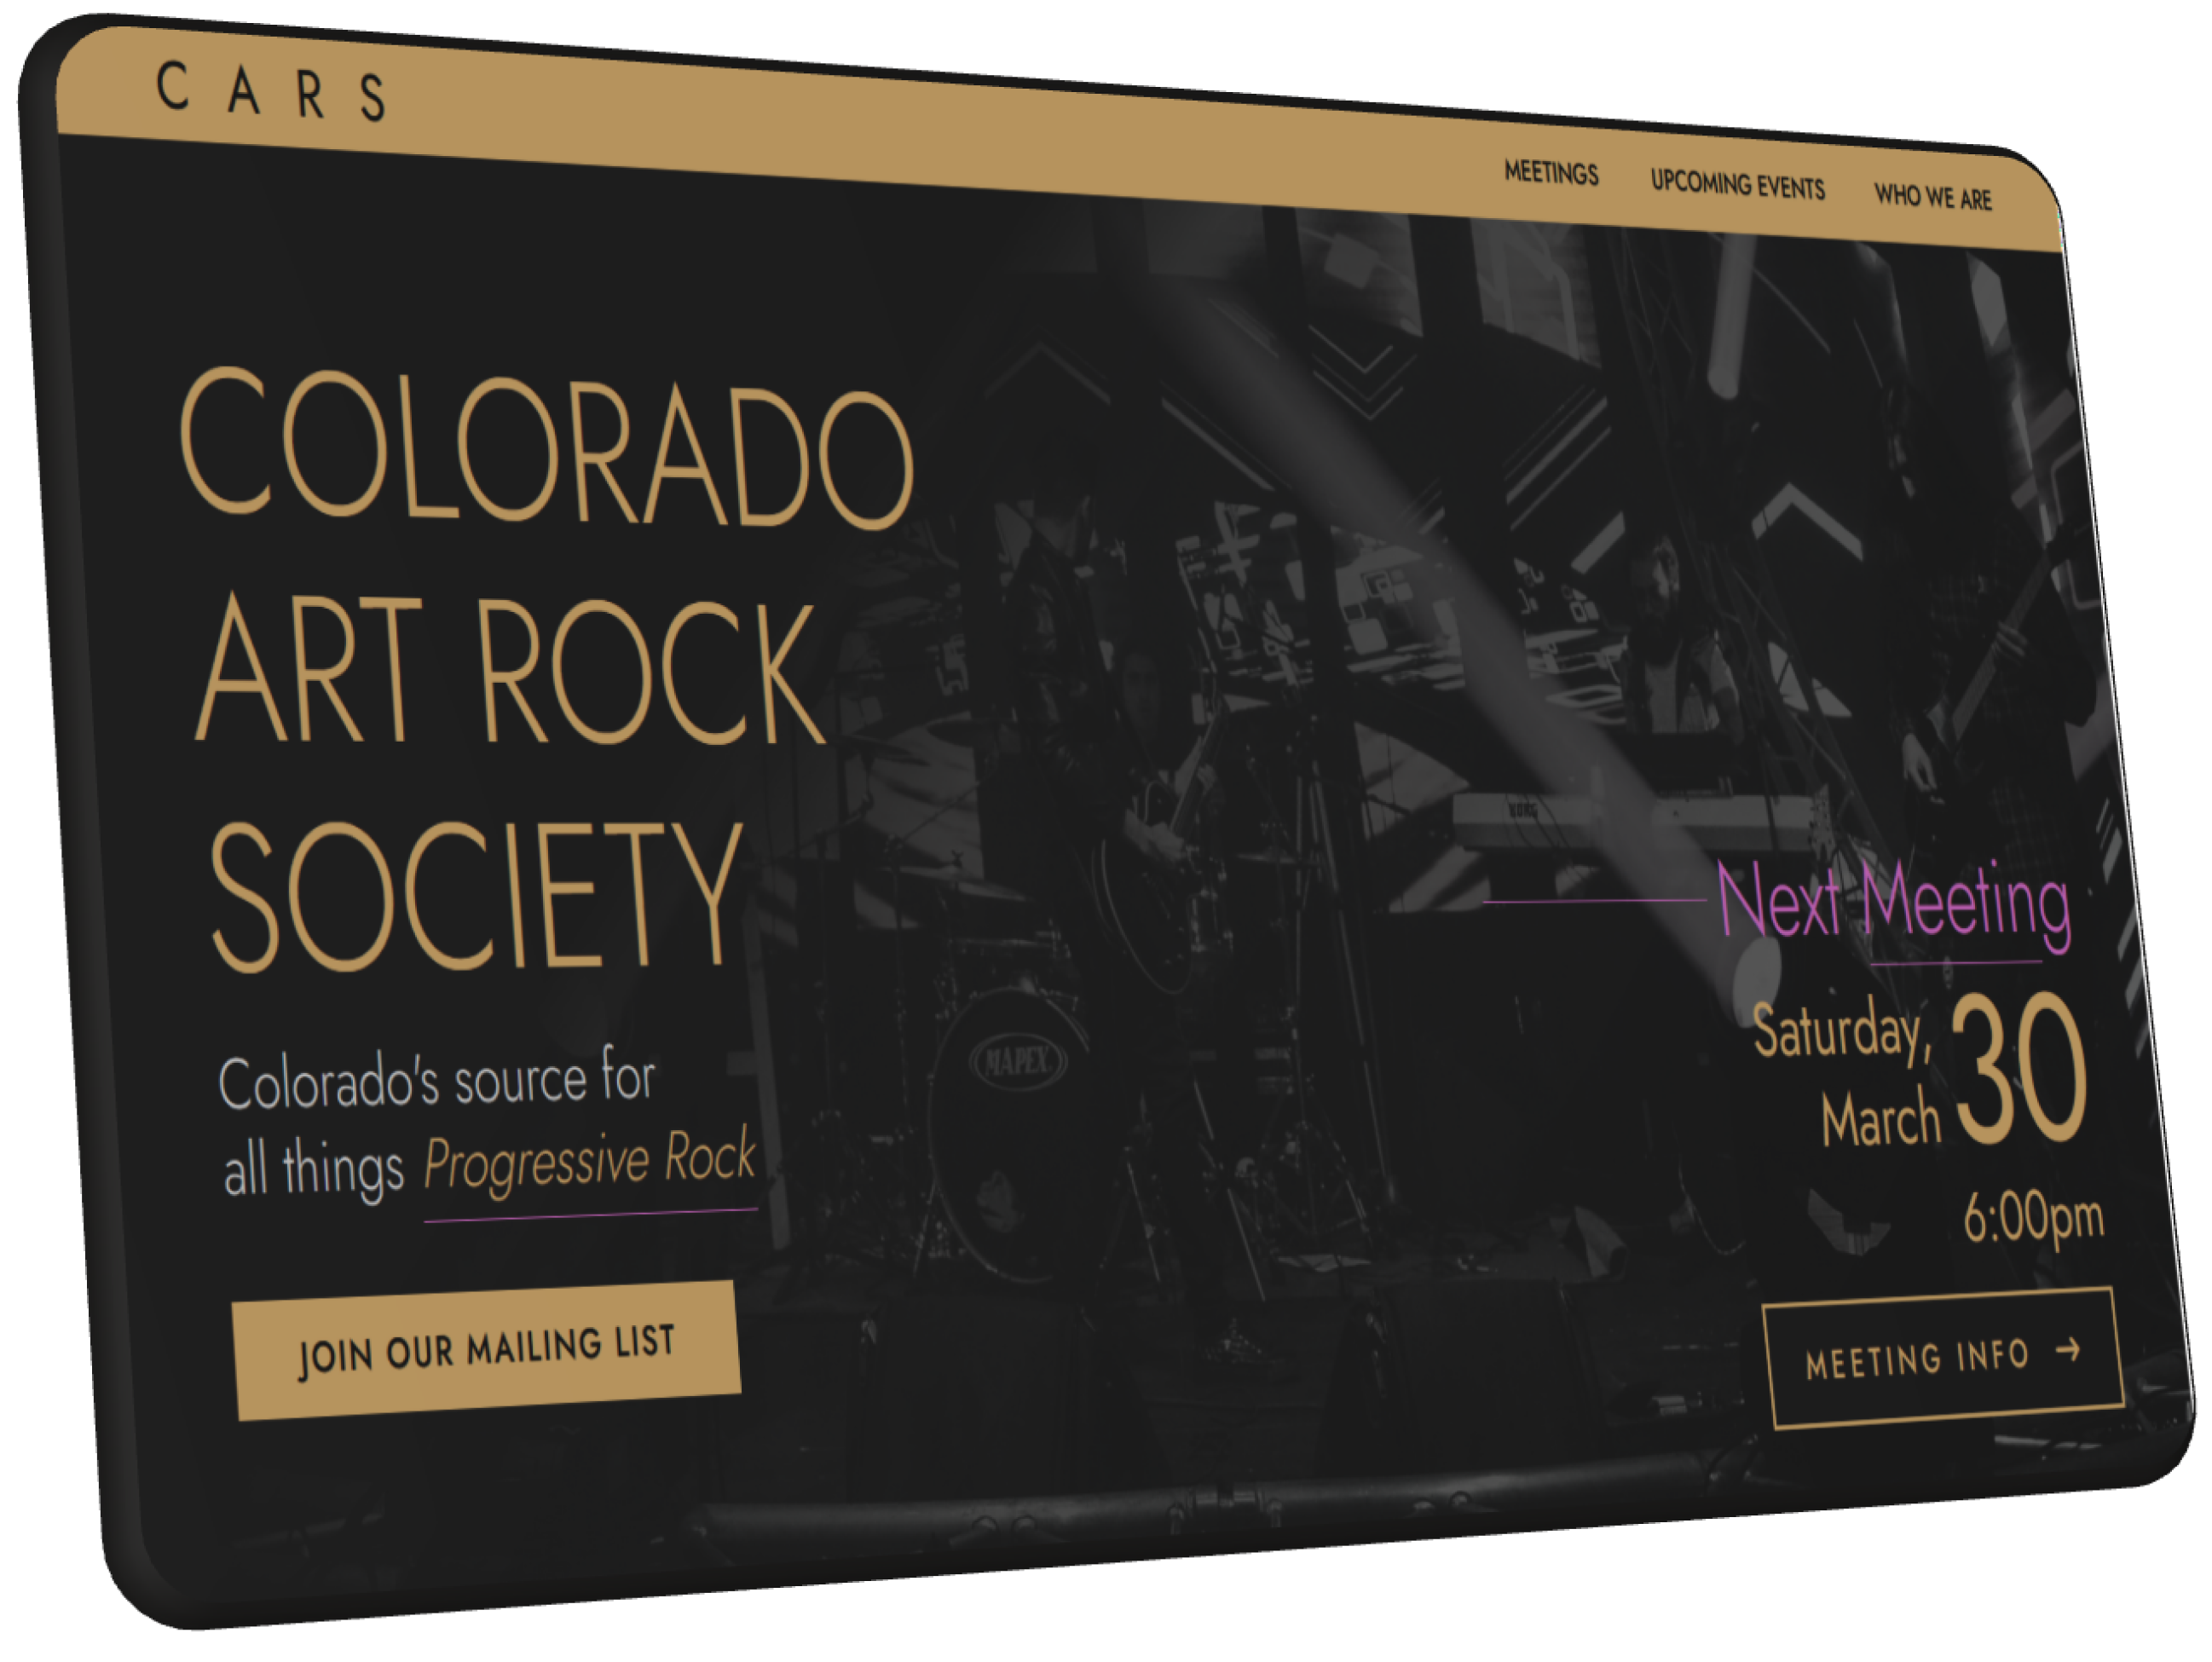 CARS
MEETINGS UPCOMING EVENTS WHO WE ARE
COLORADO
ART ROCK
SOCIETY
Colorado's source for
all things Progressive Rock
JOIN OUR MAILING LIST
KORG
MAPEX
Next Meeting
Saturday,
March 30
6:00pm
MEETING INFO →